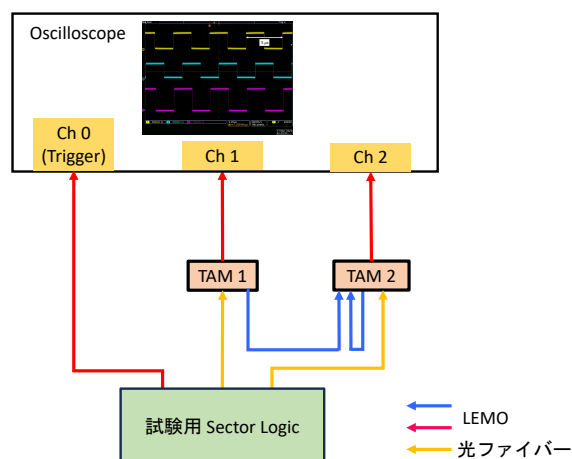 Oscilloscope
Ch 0
(Trigger)
Ch 1
Ch 2
TAM 1
TAM 2
試験用 Sector Logic
LEMO
光ファイバー